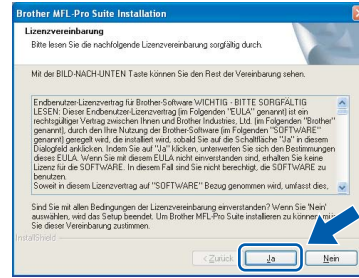 Brother MFL-Pro Suite Installation
Lizenzvereinbarung
Bitte lesen Sie die nachfolgende Lizenzvereinbarung sorgfältig durch.
Mit der BILD-NACH-UNTEN Taste können Sie den Rest der Vereinbarung sehen.
Endbenutzer-Lizenzvertrag für Brother-Software WICHTIG - BITTE SORGFÄLTIG
LESEN: Dieser Endbenutzer-Lizenzvertrag (im Folgenden "EULA" genannt) ist ein
rechtsgültiger Vertrag zwischen Ihnen und Brother Industries, Ltd. (im Folgenden "Brother"
genannt), durch den Ihre Nutzung der Brother-Software (im Folgenden "SOFTWARE"
genannt) geregelt wird, die installiert wird, sobald Sie auf die Schaltfläche "Ja" in diesem
Dialogfeld anklicken. Indem Sie auf "Ja" klicken, unterwerfen Sie sich den Bestimmungen
dieses EULA. Wenn Sie mit diesem EULA nicht einverstanden sind, erhalten Sie keine
Lizenz für die SOFTWARE. In diesem Fall sind Sie nicht berechtigt, die SOFTWARE zu
benutzen.
Soweit in diesem Lizenzvertrag auf "SOFTWARE" Bezug genommen wird, umfasst dies,
Sind Sie mit allen Bedingungen der Lizenzvereinbarung einverstanden? Wenn Sie 'Nein'
auswählen, wird das Setup beendet. Um Brother MFL-Pro Suite installieren zu können,
Sie dieser Vereinbarung zustimmen.
InstallShield
< Zurück
Ja
Nein